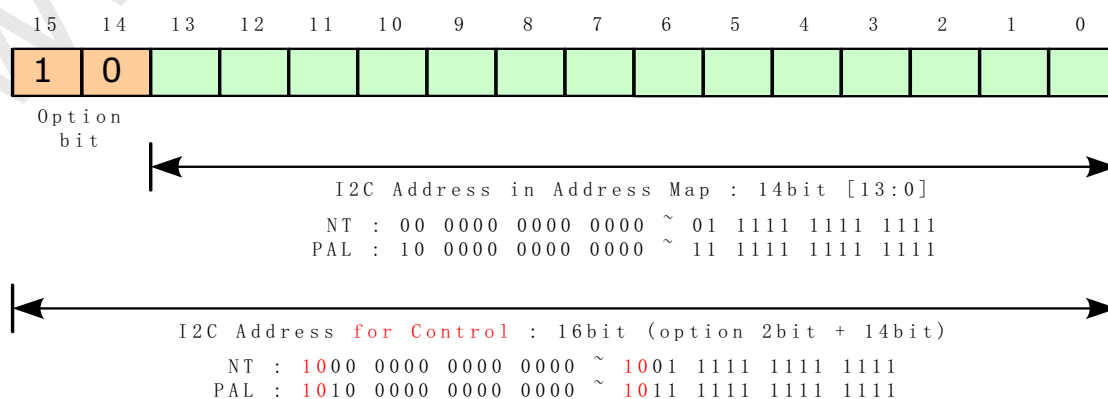 15 14 13 12 11 10 9 8 7 6 5 4 3 2 1 0
1 0
Option
bit
I2C Address in Address Map : 14bit [13:0]
NT : 00 0000 0000 0000 ~ 01 1111 1111 1111
PAL : 10 0000 0000 0000 ~ 11 1111 1111 1111
I2C Address for Control : 16bit (option 2bit + 14bit)
NT : 1000 0000 0000 0000 ~ 1001 1111 1111 1111
PAL : 1010 0000 0000 0000 ~ 1011 1111 1111 1111